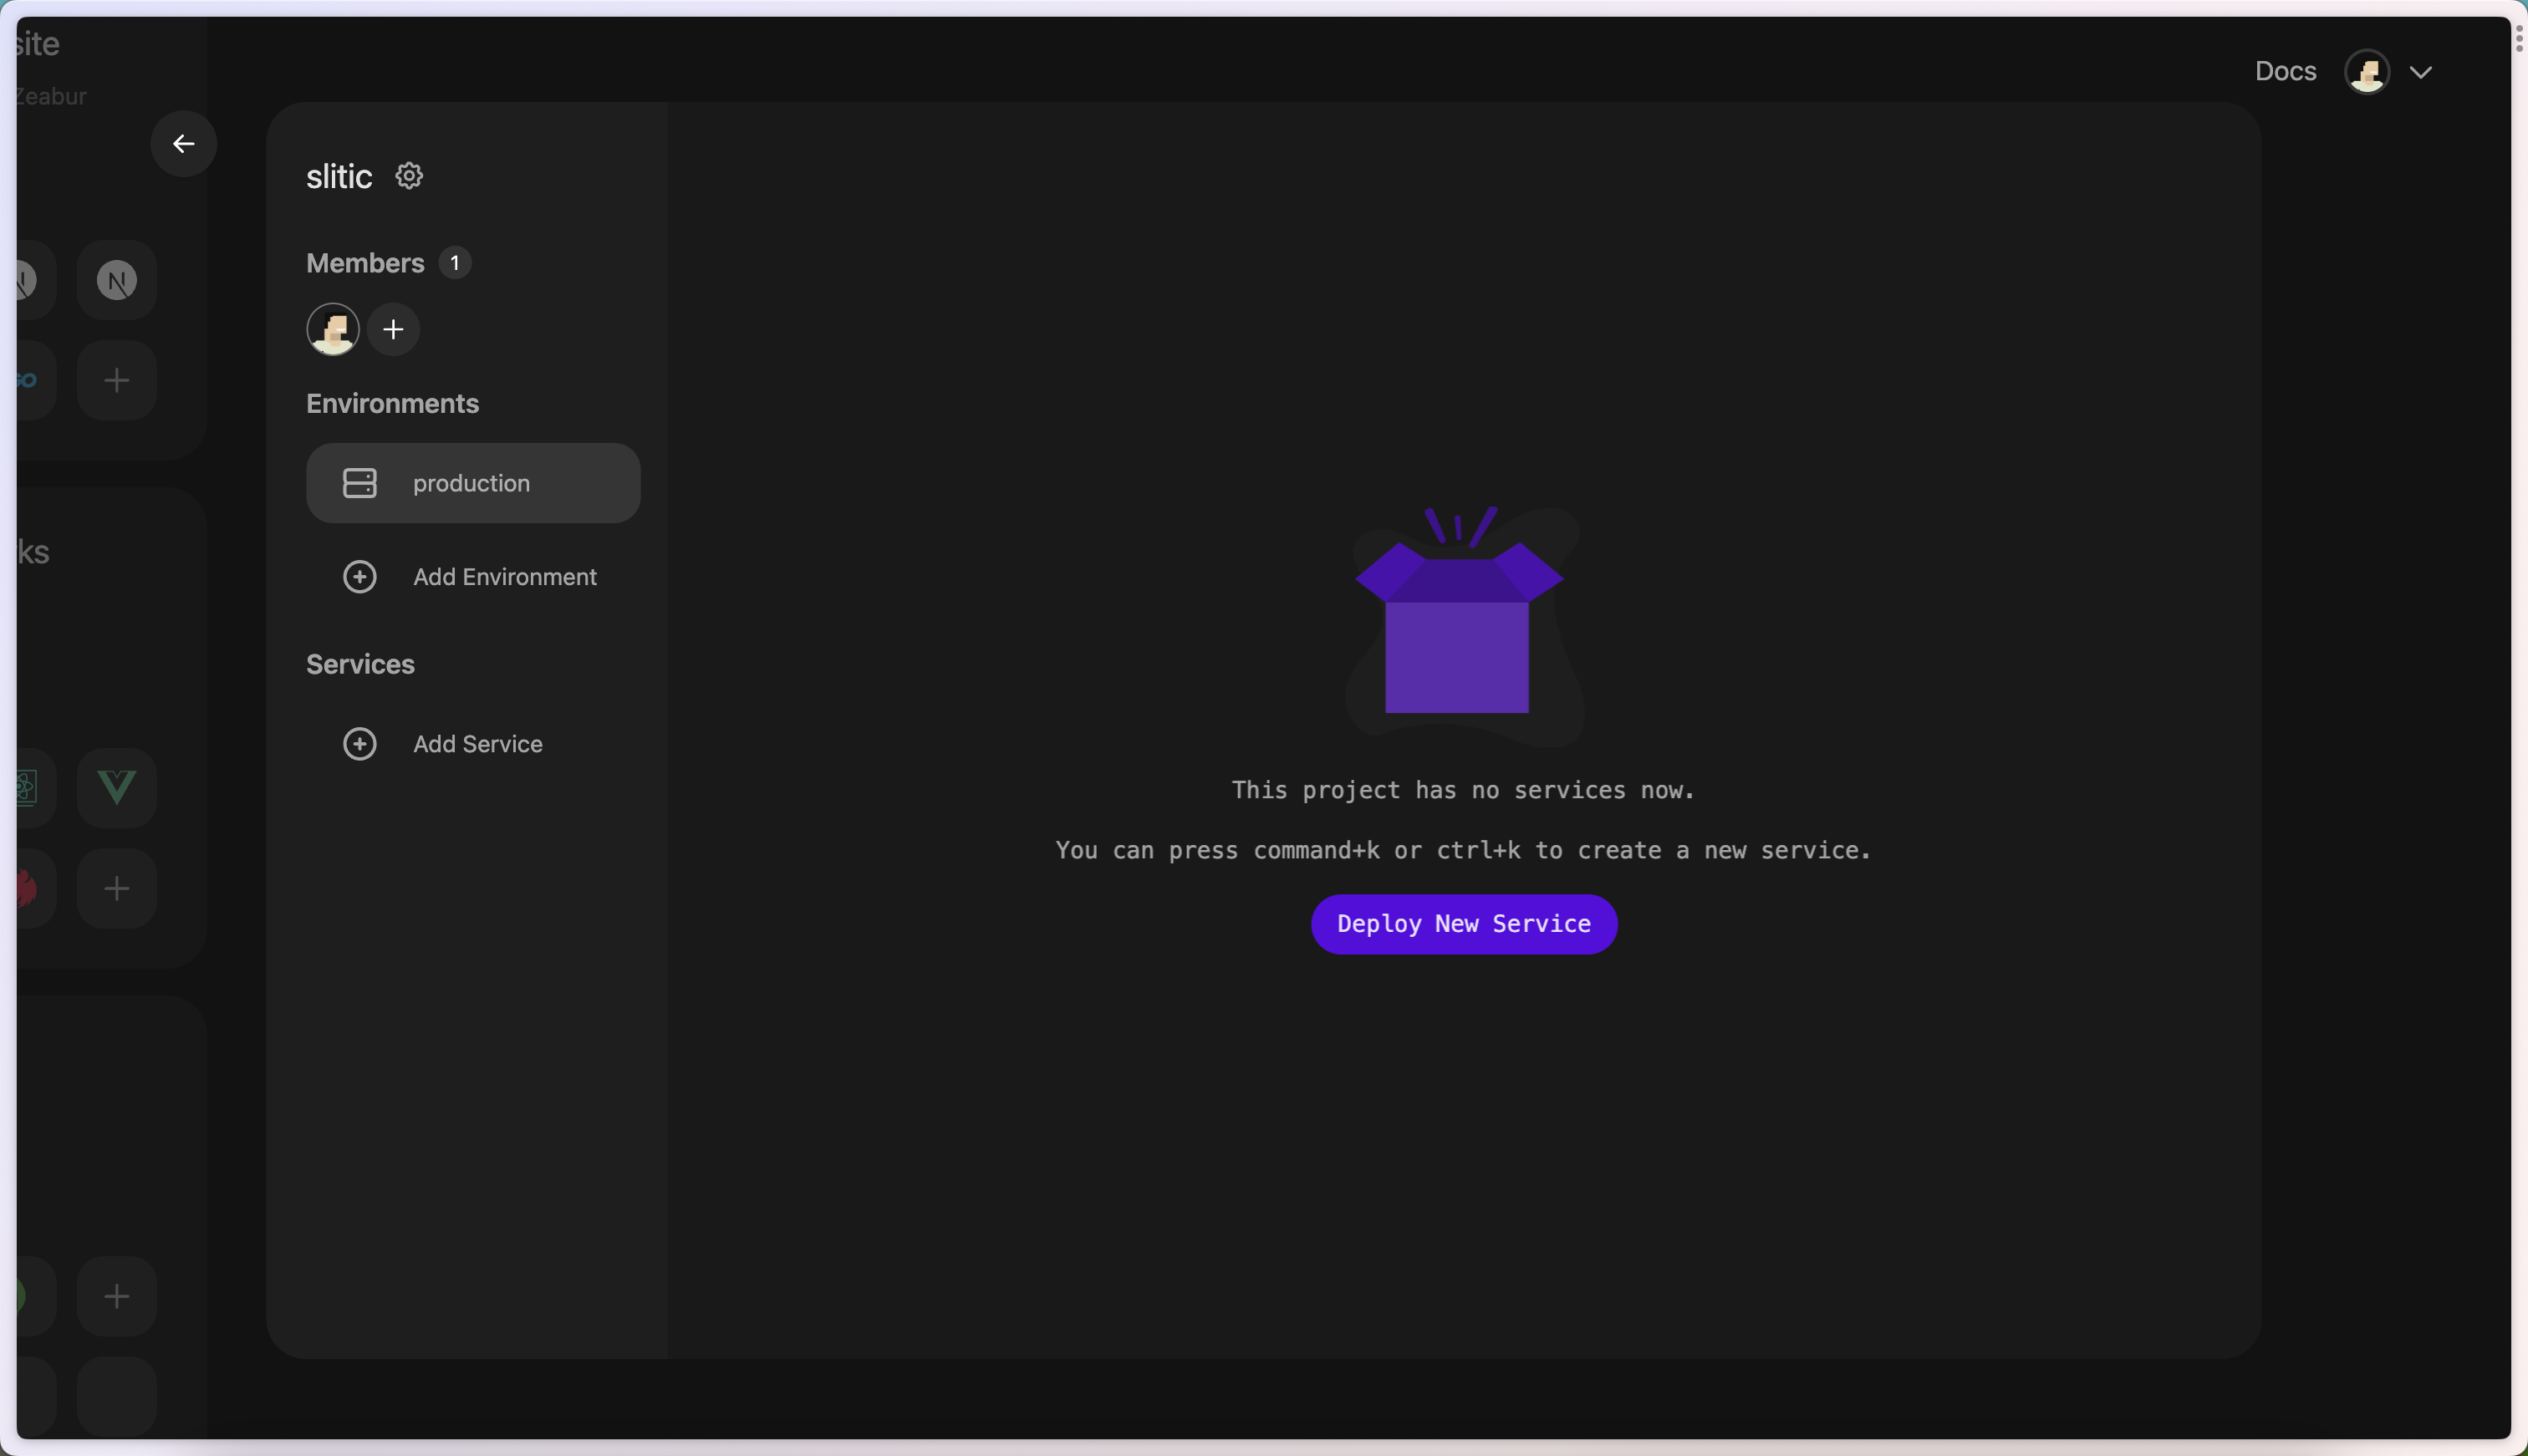 site
Zeabur
Docs
slitic
Members 1
Environments
production
Add Environment
ks
Services
Add Service
This project has no services now.
You can press command+k or ctrl+k to create a new service.
Deploy New Service